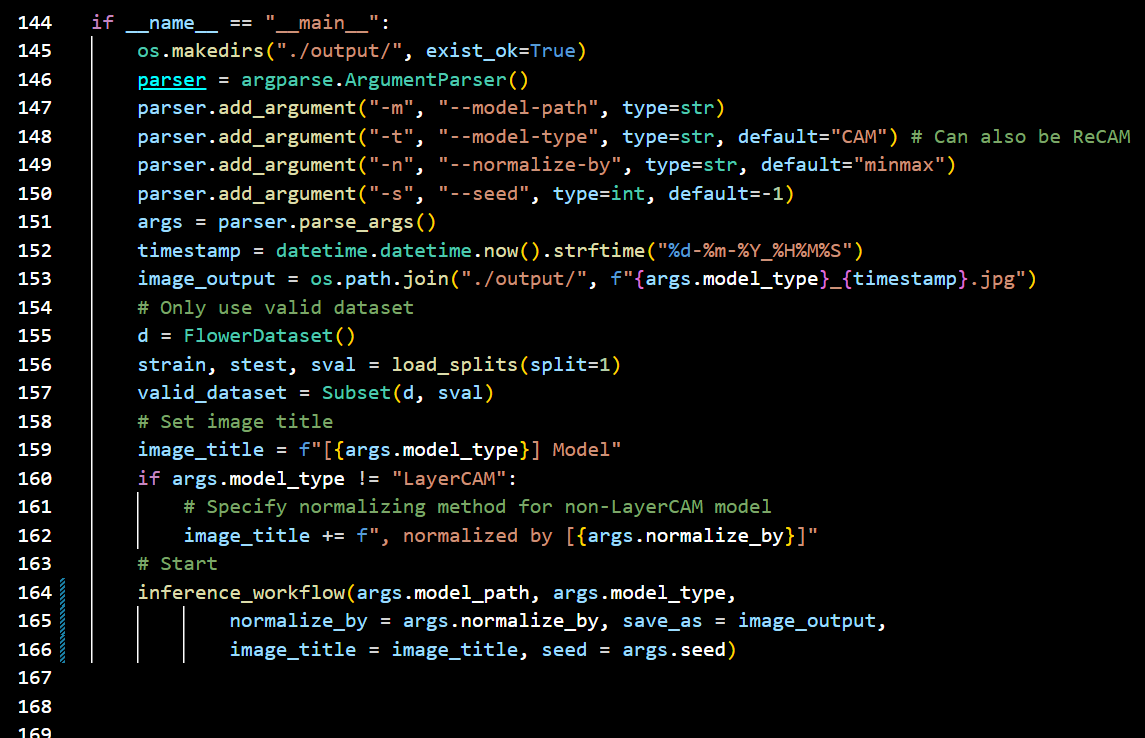 144 if __name__ == "__main__":
145 os.makedirs("./output/", exist_ok=True)
146 parser = argparse.ArgumentParser()
147 parser.add_argument("-m", "--model-path", type=str)
148 parser.add_argument("-t", "--model-type", type=str, default="CAM") # Can also be ReCAM
149 parser.add_argument("-n", "--normalize-by", type=str, default="minmax")
150 parser.add_argument("-s", "--seed", type=int, default=-1)
151 args = parser.parse_args()
152 timestamp = datetime.datetime.now().strftime("%d-%m-%Y_%H%M%S")
153 image_output = os.path.join("./output/", f"{args.model_type}_{timestamp}.jpg")
154 # Only use valid dataset
155 d = FlowerDataset()
156 strain, stest, sval = load_splits(split=1)
157 valid_dataset = Subset(d, sval)
158 # Set image title
159 image_title = f"[{args.model_type}] Model"
160 if args.model_type != "LayerCAM":
161 # Specify normalizing method for non-LayerCAM model
162 image_title += f", normalized by [{args.normalize_by}]"
163 # Start
164 inference_workflow(args.model_path, args.model_type,
165 normalize_by = args.normalize_by, save_as = image_output,
166 image_title = image_title, seed = args.seed)
167
168
169